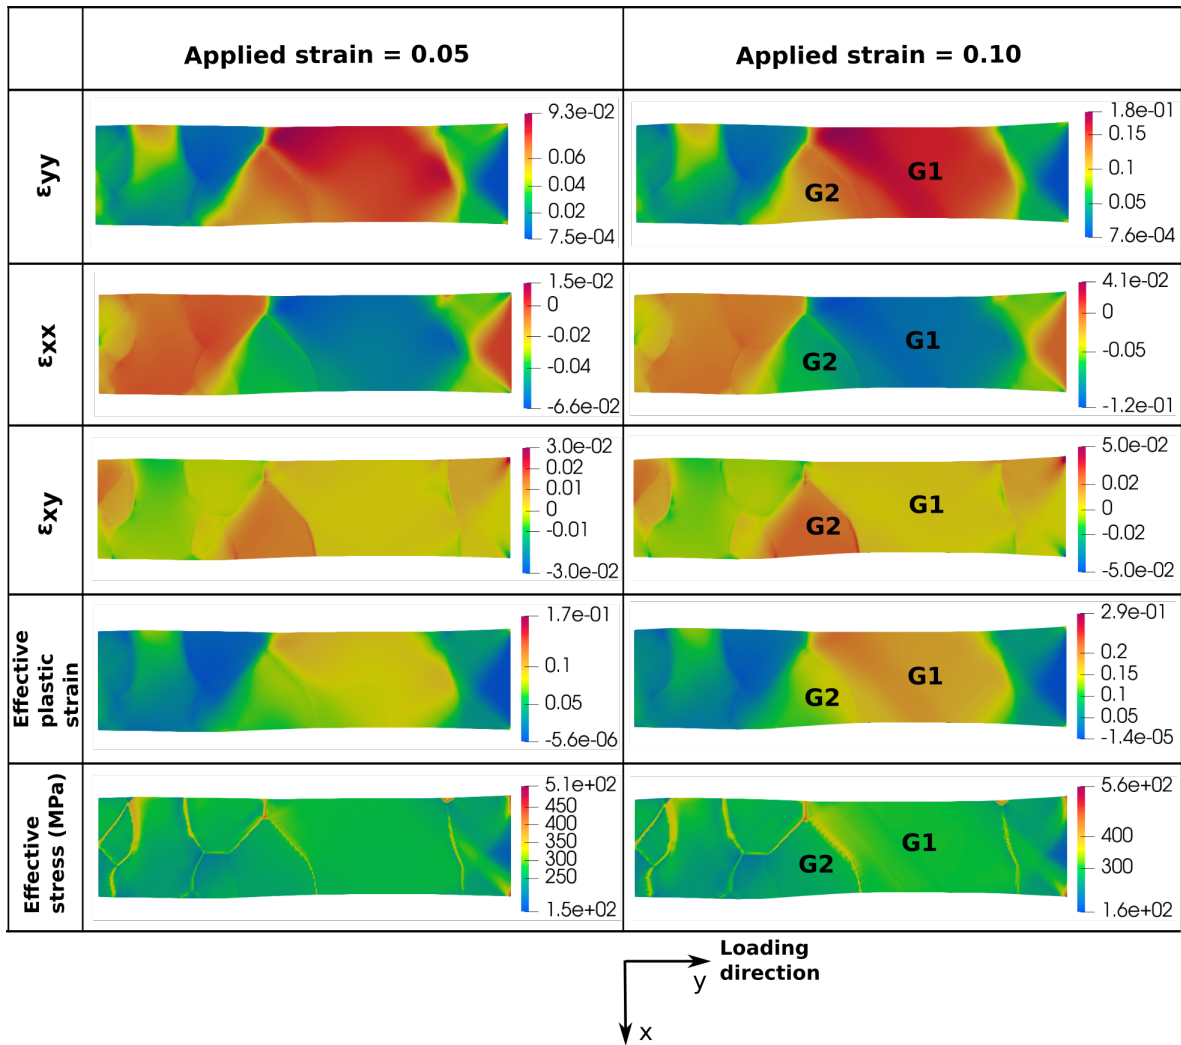 Applied strain = 0.05
Applied strain = 0.10
εyy
9.3e-02
0.06
0.04
0.02
7.5e-04
G2
G1
1.8e-01
0.15
0.1
0.05
7.6e-04
εxx
1.5e-02
0
-0.02
-0.04
-6.6e-02
G2
G1
4.1e-02
0
-0.05
-1.2e-01
εxy
3.0e-02
0.02
0.01
0
-0.01
-3.0e-02
G2
G1
5.0e-02
0.02
0
-0.02
-5.0e-02
Effective
plastic
strain
1.7e-01
0.1
0.05
-5.6e-06
G2
G1
2.9e-01
0.2
0.15
0.1
0.05
-1.4e-05
Effective
stress (MPa)
5.1e+02
450
400
350
300
250
1.5e+02
G2
G1
5.6e+02
400
300
1.6e+02
Loading
direction
y
x